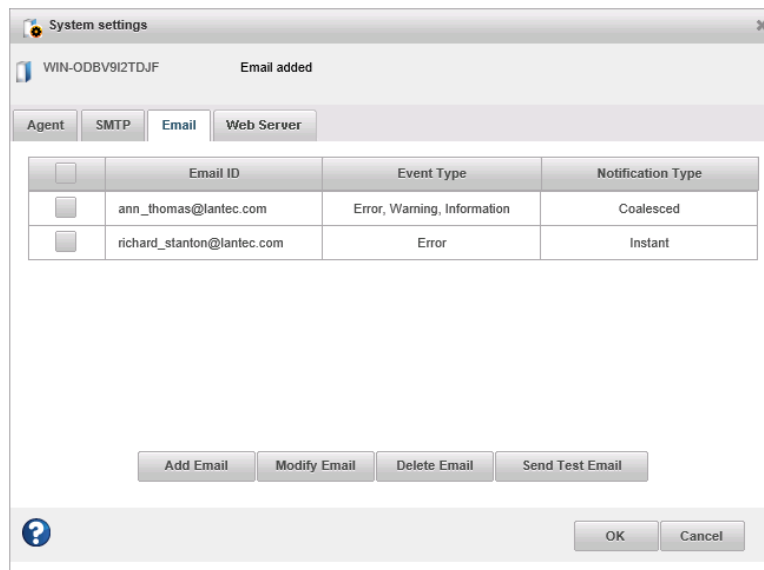 System settings
WIN-ODBV9I2TDJF Email added
Agent SMTP Email Web Server
Email ID Event Type Notification Type
ann_thomas@lantec.com Error, Warning, Information Coalesced
richard_stanton@lantec.com Error Instant
Add Email Modify Email Delete Email Send Test Email
? OK Cancel